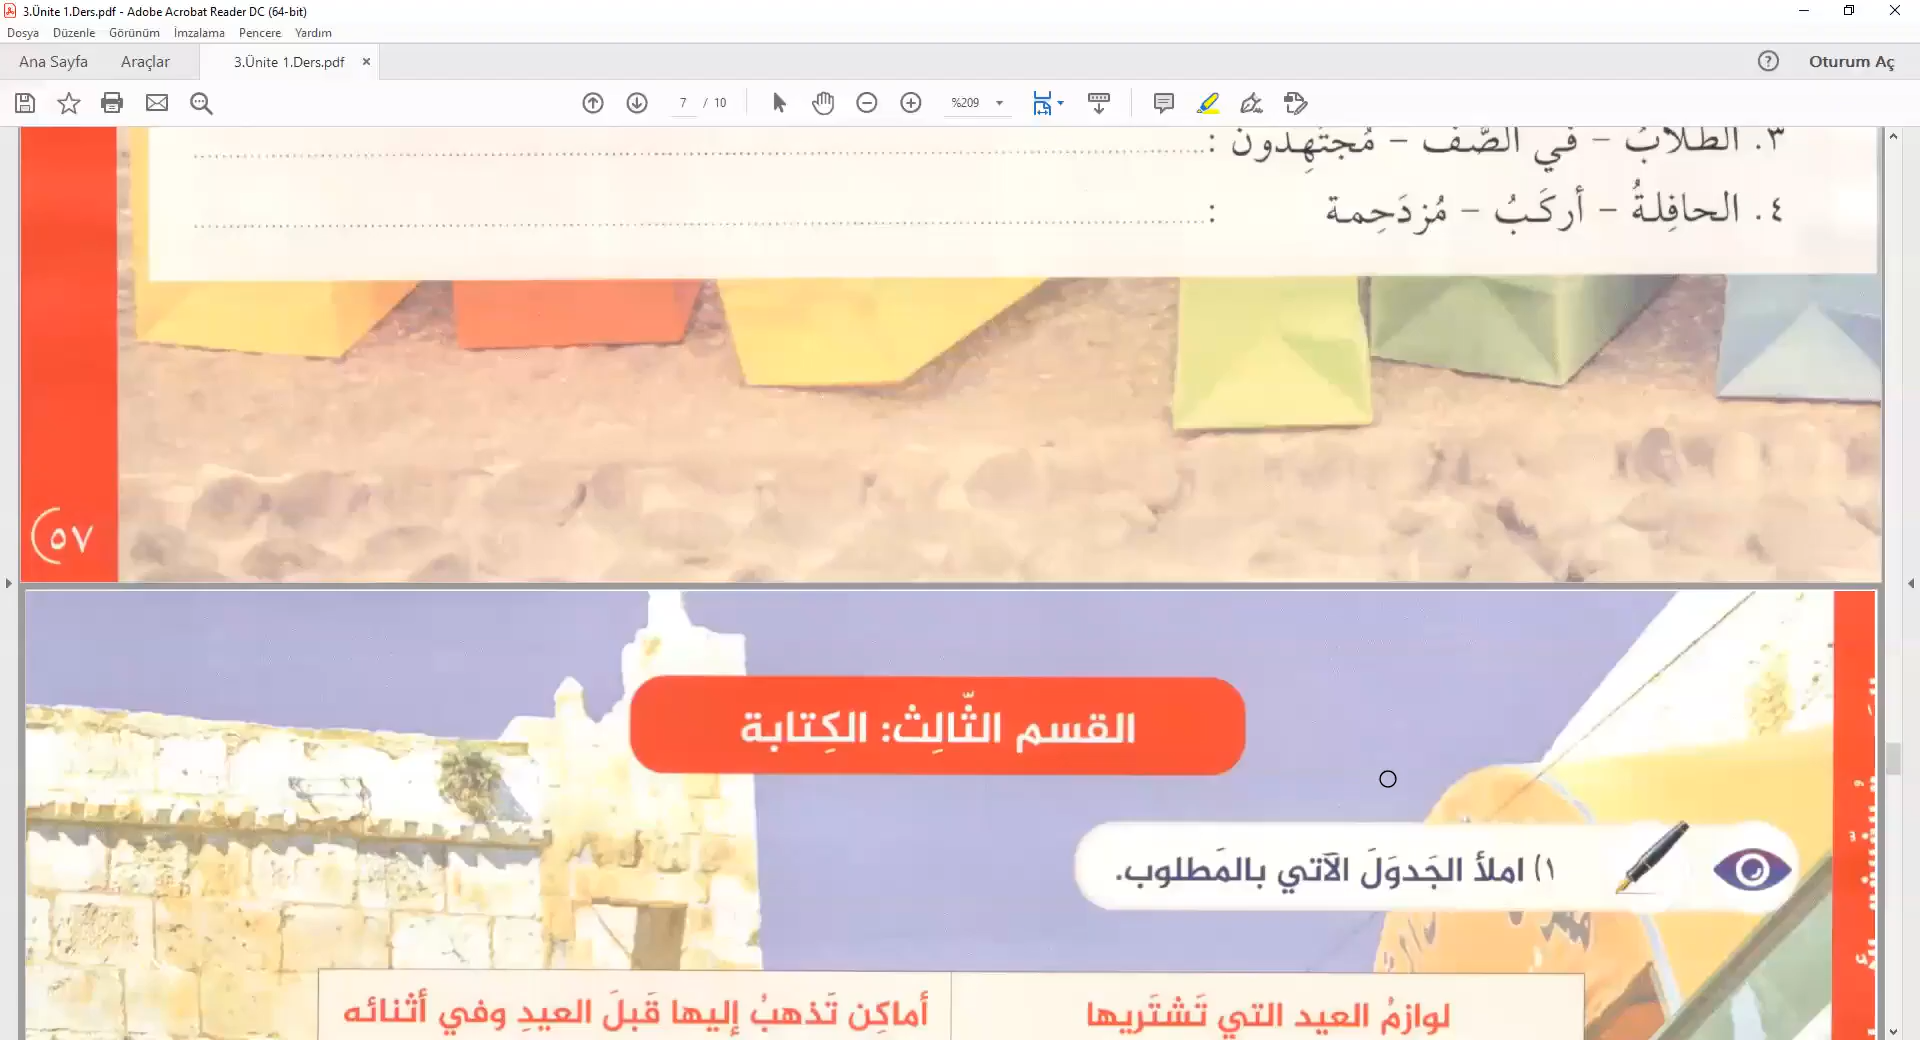 3.Ünite 1.Ders.pdf - Adobe Acrobat Reader DC (64-bit)
Dosya Düzenle Görünüm İmzalama Pencere Yardım
Ana Sayfa Araçlar 3.Ünite 1.Ders.pdf Oturum Aç
7 / 10 %209
٣. الطلابُ - في الصَّف - مُجتَهِدونَ :
٤. الحافِلةُ - أركَبُ - مُزدَحِمة :
٥٧
القسم الثّالِث: الكِتابة
١) املأ الجَدوَلَ الآتي بالمَطلوب.
لوازمُ العيد التي تَشتَريها
أماكِن تَذهبُ إليها قَبلَ العيدِ وفي أثنائه